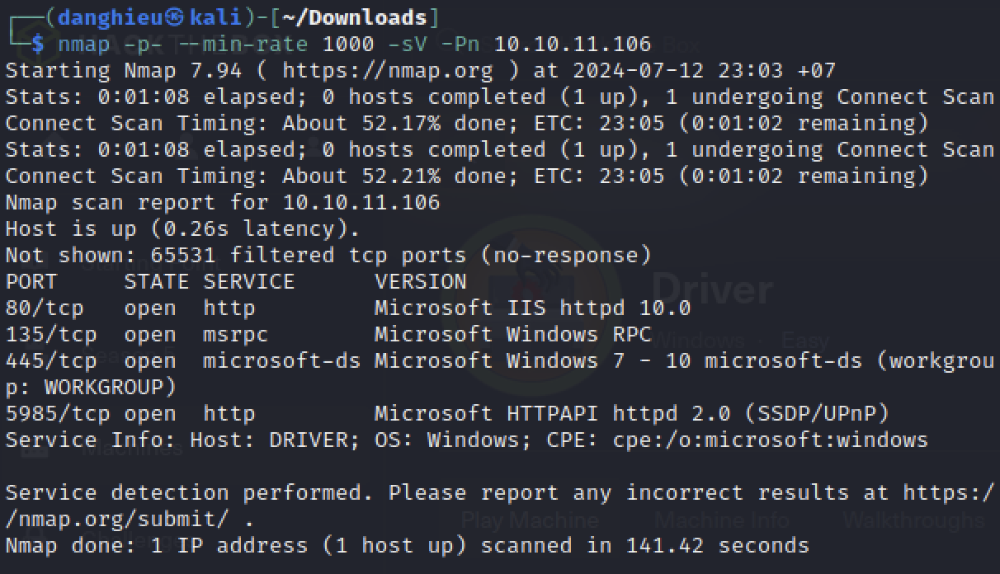 ┌──(danghieu㉿kali)-[~/Downloads]
└─$ nmap -p- --min-rate 1000 -sV -Pn 10.10.11.106
Starting Nmap 7.94 ( https://nmap.org ) at 2024-07-12 23:03 +07
Stats: 0:01:08 elapsed; 0 hosts completed (1 up), 1 undergoing Connect Scan
Connect Scan Timing: About 52.17% done; ETC: 23:05 (0:01:02 remaining)
Stats: 0:01:08 elapsed; 0 hosts completed (1 up), 1 undergoing Connect Scan
Connect Scan Timing: About 52.21% done; ETC: 23:05 (0:01:02 remaining)
Nmap scan report for 10.10.11.106
Host is up (0.26s latency).
Not shown: 65531 filtered tcp ports (no-response)
PORT     STATE SERVICE      VERSION
80/tcp   open  http         Microsoft IIS httpd 10.0
135/tcp  open  msrpc        Microsoft Windows RPC
445/tcp  open  microsoft-ds Microsoft Windows 7 - 10 microsoft-ds (workgrou
p: WORKGROUP)
5985/tcp open  http         Microsoft HTTPAPI httpd 2.0 (SSDP/UPnP)
Service Info: Host: DRIVER; OS: Windows; CPE: cpe:/o:microsoft:windows
Service detection performed. Please report any incorrect results at https:/
/nmap.org/submit/ .
Nmap done: 1 IP address (1 host up) scanned in 141.42 seconds
Driver
Windows · Easy
Machines
Play Machine
Machine Info
Walkthroughs